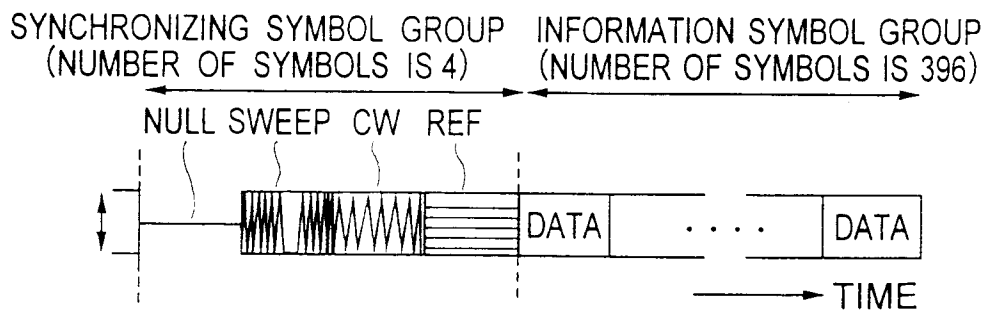 SYNCHRONIZING SYMBOL GROUP
(NUMBER OF SYMBOLS IS 4)
INFORMATION SYMBOL GROUP
(NUMBER OF SYMBOLS IS 396)
NULL SWEEP CW REF
DATA
. . . .
DATA
TIME